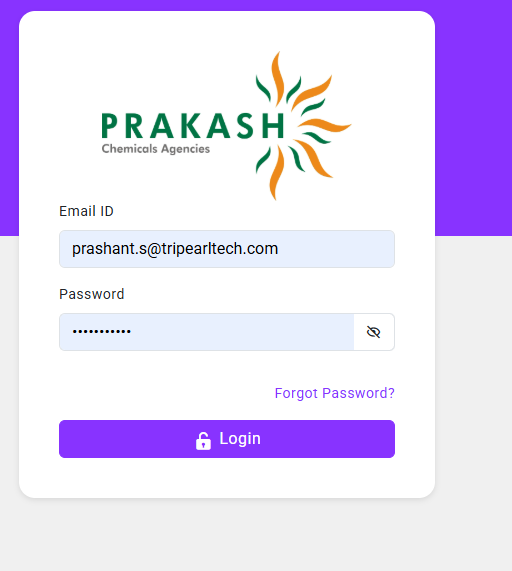 PRAKASH
Chemicals Agencies
Email ID
prashant.s@tripearltech.com
Password
•••••••••••
Forgot Password?
Login